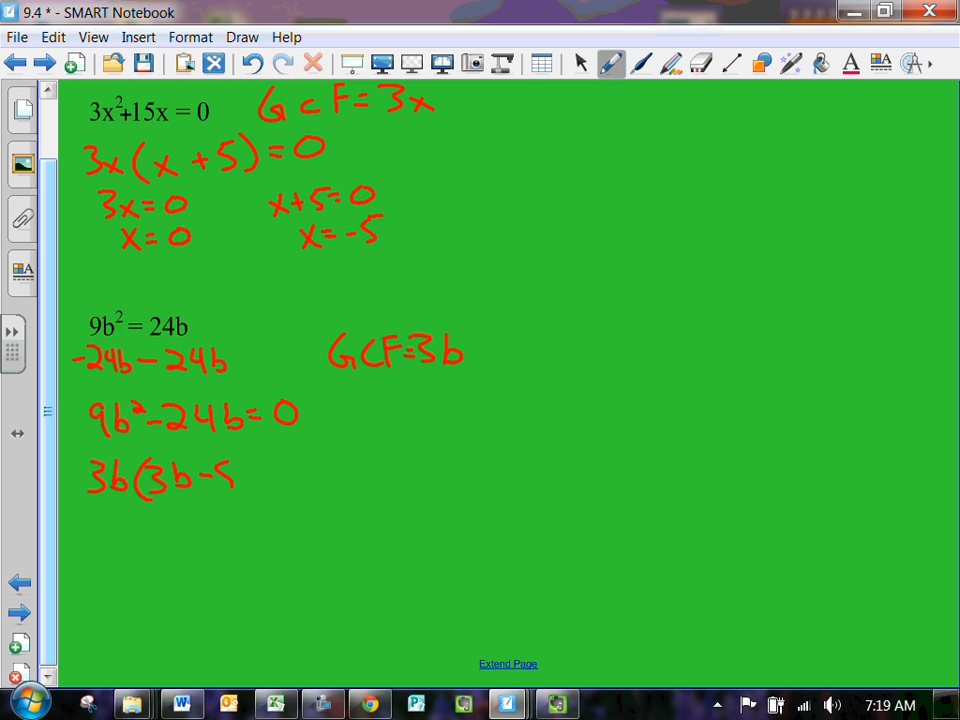 9.4 * - SMART Notebook
File Edit View Insert Format Draw Help
3x²+15x = 0 GCF = 3x
3x(x + 5) = 0
3x = 0 x+5 = 0
x = 0 x = -5
9b² = 24b
-24b - 24b GCF = 3b
9b² - 24b = 0
3b(3b - 5
Extend Page
7:19 AM